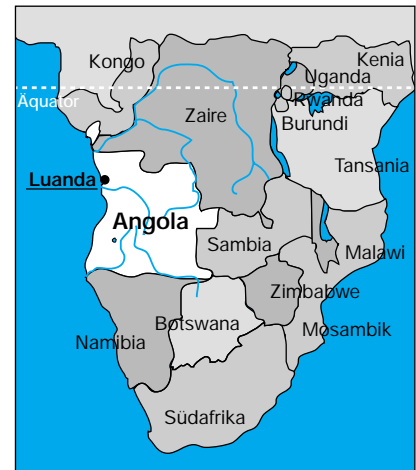 Kongo
Kenia
Uganda
Äquator
Rwanda
Zaire
Burundi
Tansania
Luanda
Angola
Sambia
Malawi
Zimbabwe
Botswana
Mosambik
Namibia
Südafrika